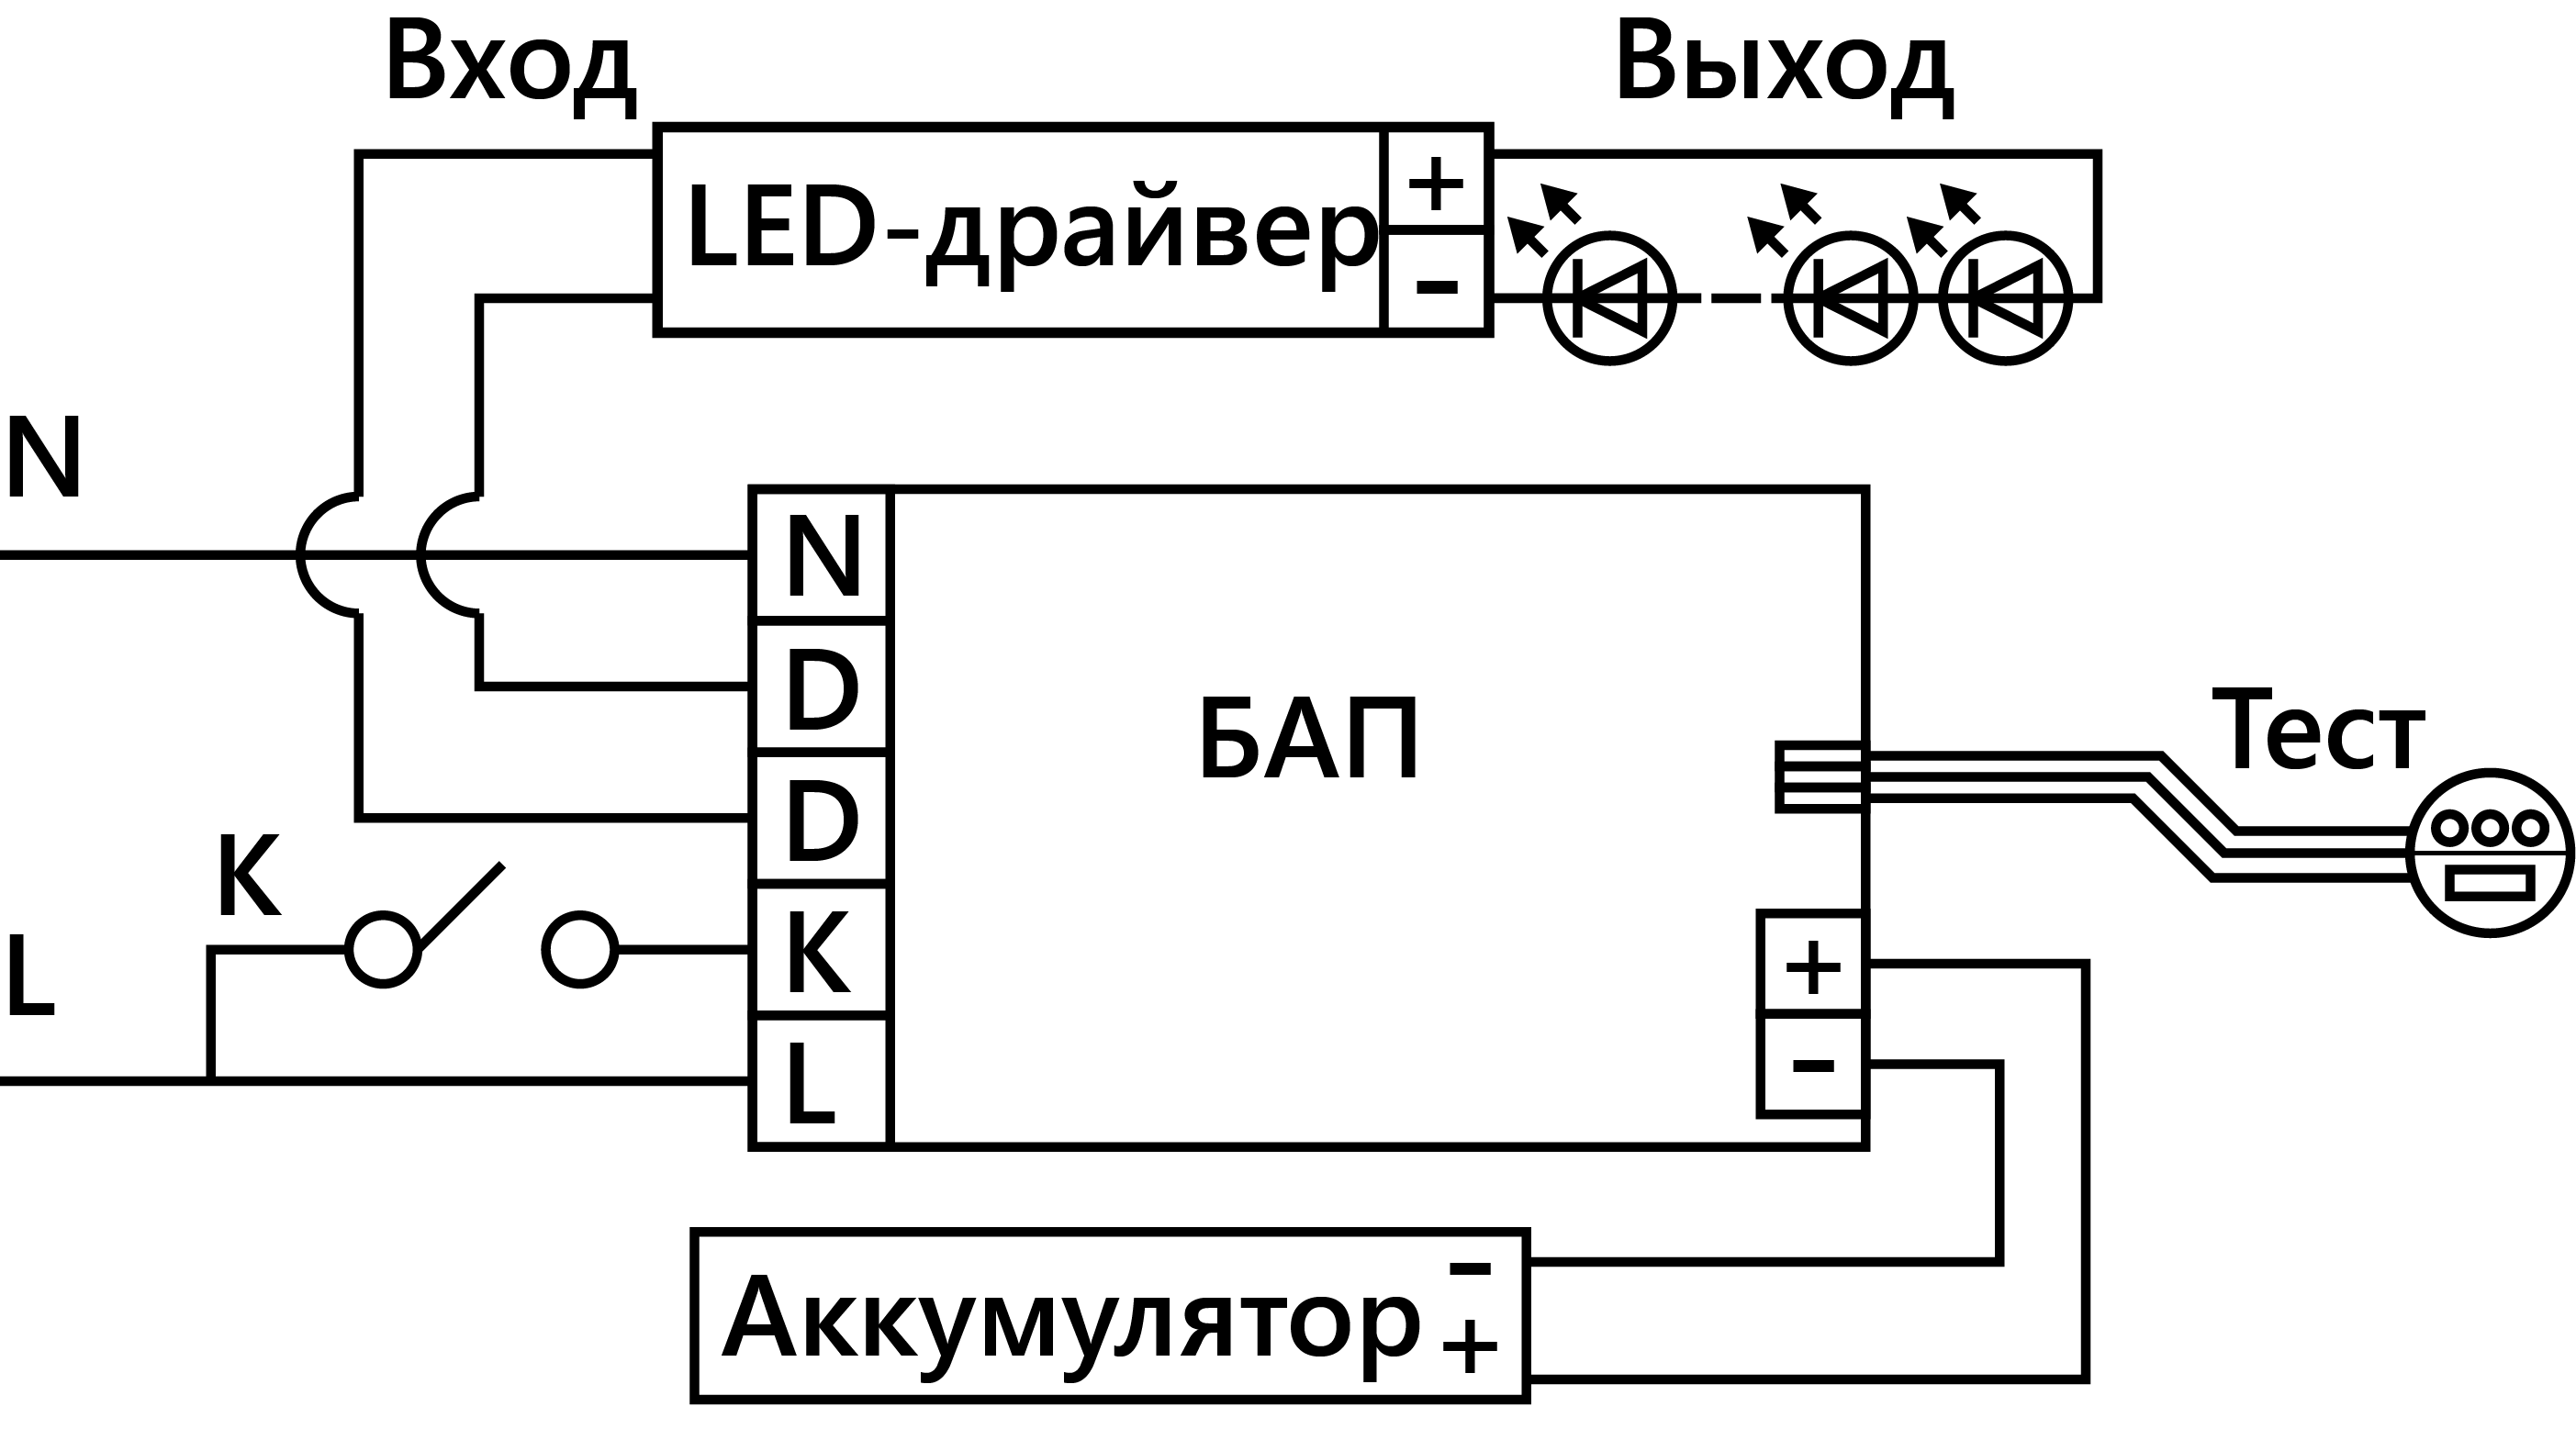 Вход
Выход
LED-драйвер
+
-
N
N
D
БАП
Тест
D
K
K
L
+
-
L
Аккумулятор
-
+